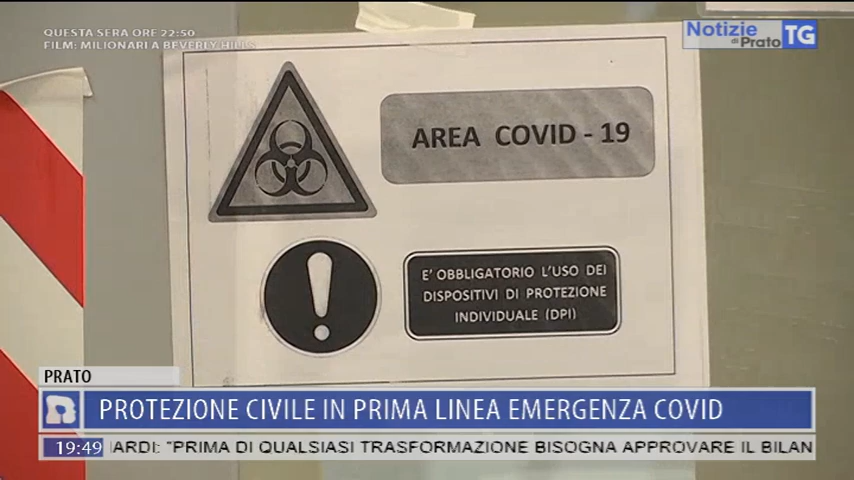 QUESTA SERA ORE 22:50
FILM: MILIONARI A BEVERLY HILLS
Notizie
di Prato
TG
AREA COVID - 19
E' OBBLIGATORIO L'USO DEI
DISPOSITIVI DI PROTEZIONE
INDIVIDUALE (DPI)
PRATO
PROTEZIONE CIVILE IN PRIMA LINEA EMERGENZA COVID
19:49 IARDI: "PRIMA DI QUALSIASI TRASFORMAZIONE BISOGNA APPROVARE IL BILAN